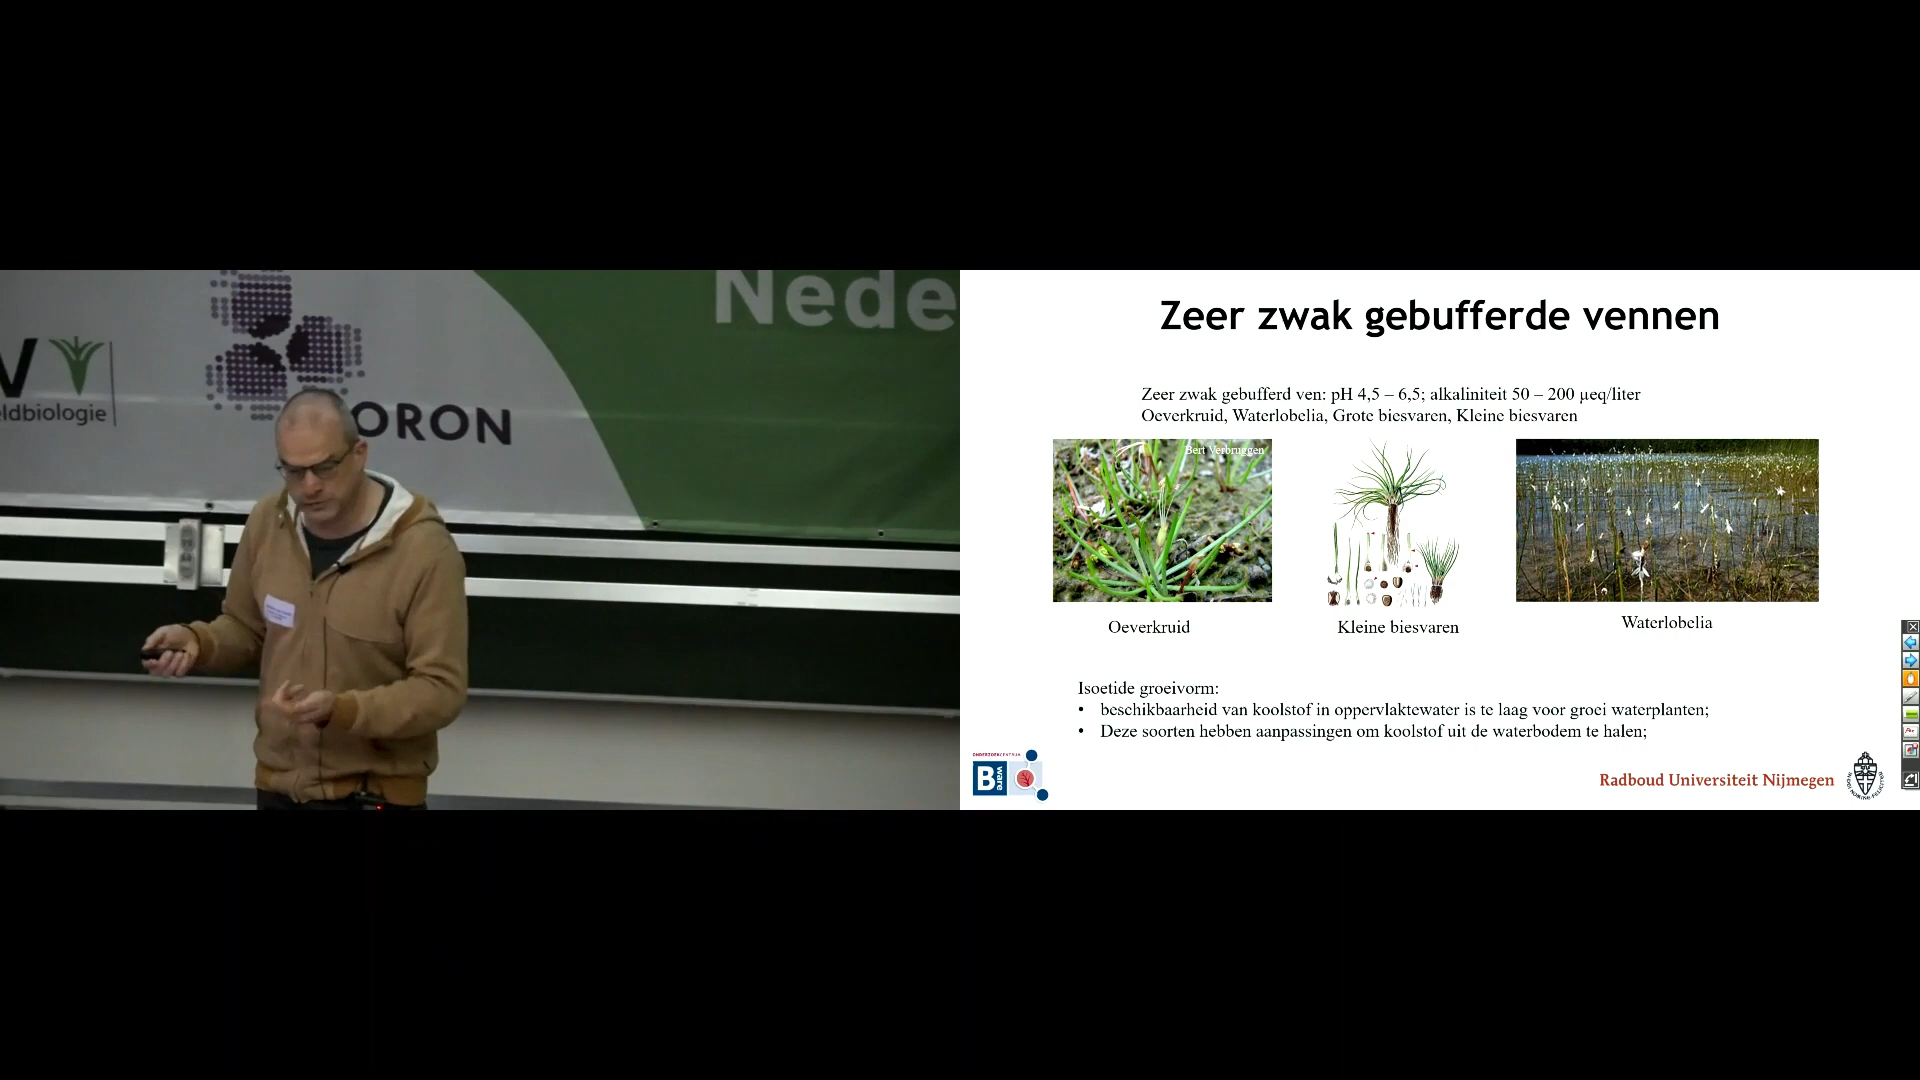 Nede
V
ldbiologie
ORON
Zeer zwak gebufferde vennen
Zeer zwak gebufferd ven: pH 4,5 – 6,5; alkaliniteit 50 – 200 µeq/liter
Oeverkruid, Waterlobelia, Grote biesvaren, Kleine biesvaren
Bert Verbruggen
Oeverkruid
Kleine biesvaren
Waterlobelia
Isoetide groeivorm:
• beschikbaarheid van koolstof in oppervlaktewater is te laag voor groei waterplanten;
• Deze soorten hebben aanpassingen om koolstof uit de waterbodem te halen;
ONDERZOEKCENTRUM
B ware
Radboud Universiteit Nijmegen